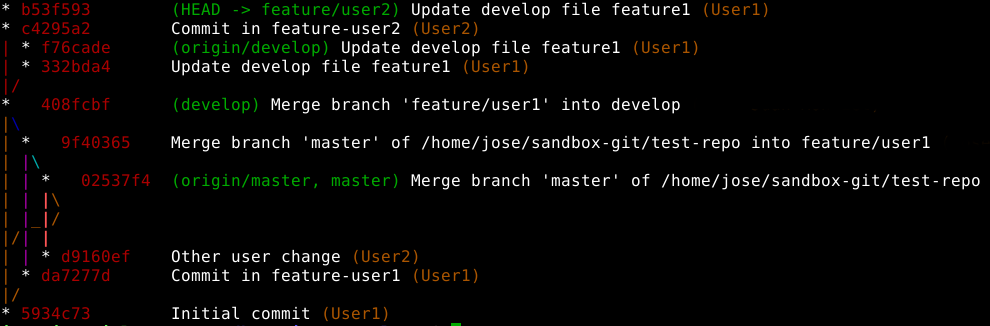 * b53f593 (HEAD -> feature/user2) Update develop file feature1 (User1)
* c4295a2 Commit in feature-user2 (User2)
| * f76cade (origin/develop) Update develop file feature1 (User1)
| * 332bda4 Update develop file feature1 (User1)
|/
* 408fcbf (develop) Merge branch 'feature/user1' into develop
|\
| * 9f40365 Merge branch 'master' of /home/jose/sandbox-git/test-repo into feature/user1
| |\
| | * 02537f4 (origin/master, master) Merge branch 'master' of /home/jose/sandbox-git/test-repo
| | |\
| |_|/
|/| |
| | * d9160ef Other user change (User2)
| * da7277d Commit in feature-user1 (User1)
|/
* 5934c73 Initial commit (User1)